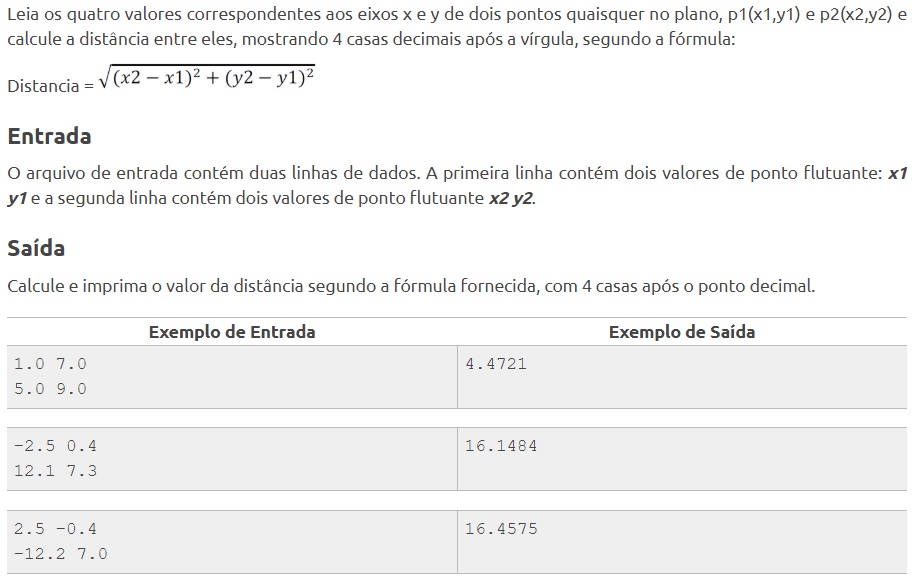 Leia os quatro valores correspondentes aos eixos x e y de dois pontos quaisquer no plano, p1(x1,y1) e p2(x2,y2) e
calcule a distância entre eles, mostrando 4 casas decimais após a vírgula, segundo a fórmula:
Distancia = √(x2 − x1)² + (y2 − y1)²
Entrada
O arquivo de entrada contém duas linhas de dados. A primeira linha contém dois valores de ponto flutuante: x1
y1 e a segunda linha contém dois valores de ponto flutuante x2 y2.
Saída
Calcule e imprima o valor da distância segundo a fórmula fornecida, com 4 casas após o ponto decimal.
Exemplo de Entrada Exemplo de Saída
1.0 7.0 4.4721
5.0 9.0
-2.5 0.4 16.1484
12.1 7.3
2.5 -0.4 16.4575
-12.2 7.0